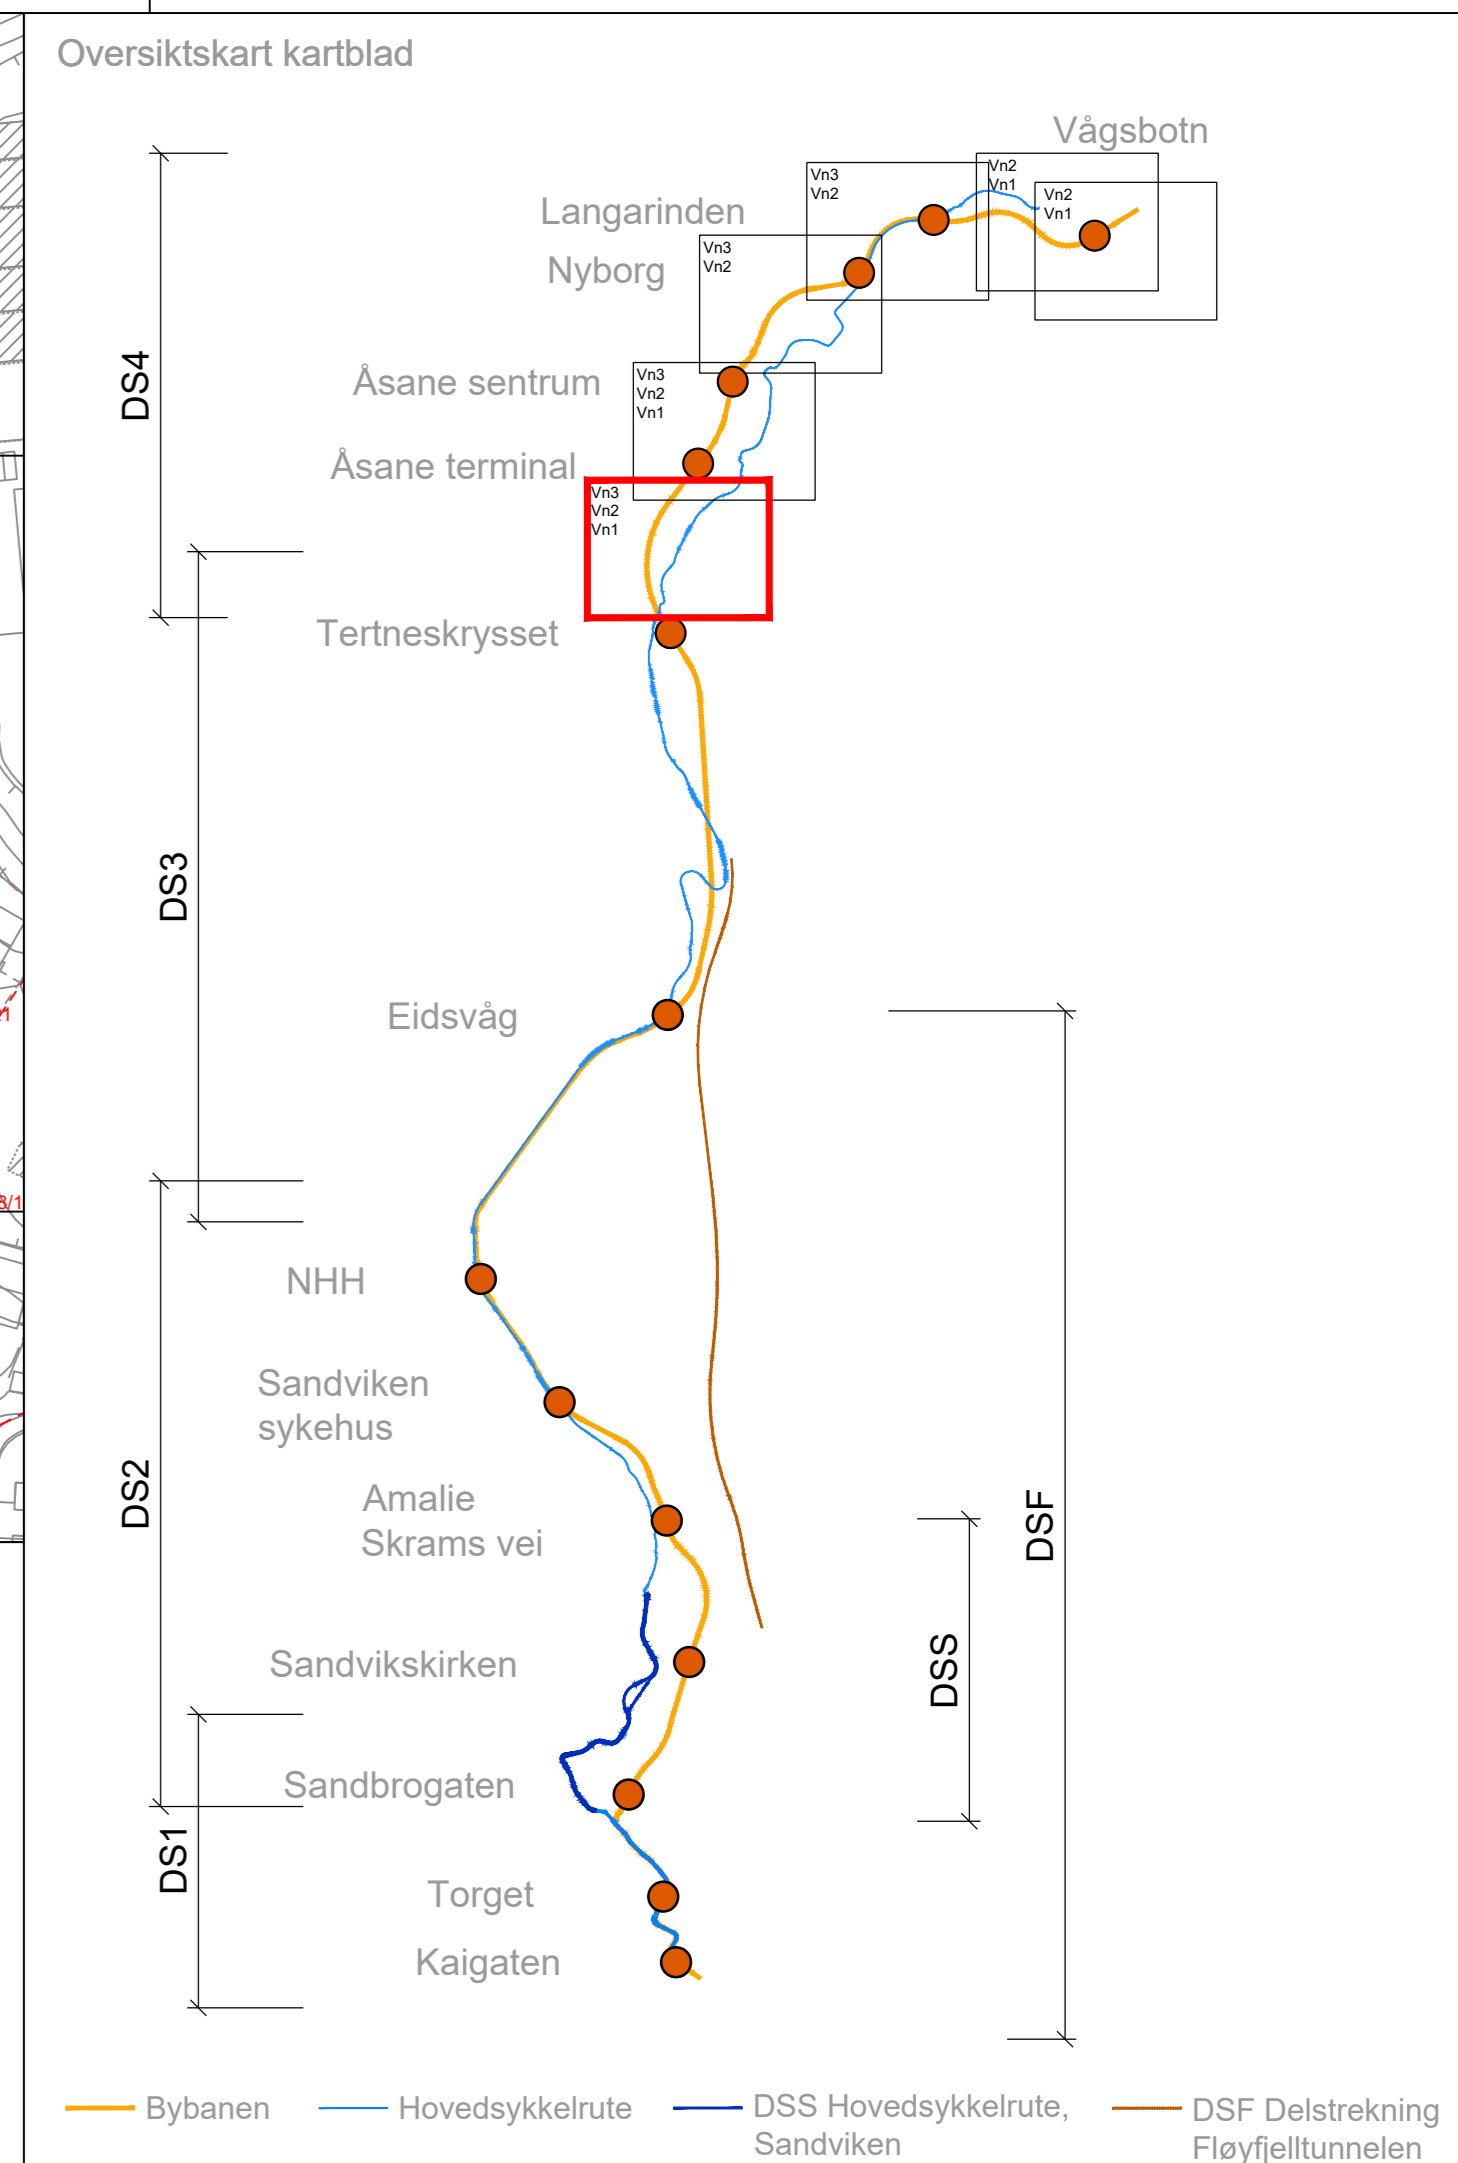 Oversiktskart kartblad
Vågsbotn
Vn2
Vn1
Vn2
Vn1
Vn3
Vn2
Langarinden
Vn3
Vn2
Nyborg
DS4
Åsane sentrum
Vn3
Vn2
Vn1
Åsane terminal
Vn3
Vn2
Vn1
Tertneskrysset
DS3
Eidsvåg
NHH
Sandviken
sykehus
DS2
Amalie
Skrams vei
DSF
DSS
Sandvikskirken
Sandbrogaten
DS1
Torget
Kaigaten
Bybanen
Hovedsykkelrute
DSS Hovedsykkelrute,
Sandviken
DSF Delstrekning
Fløyfjelltunnelen